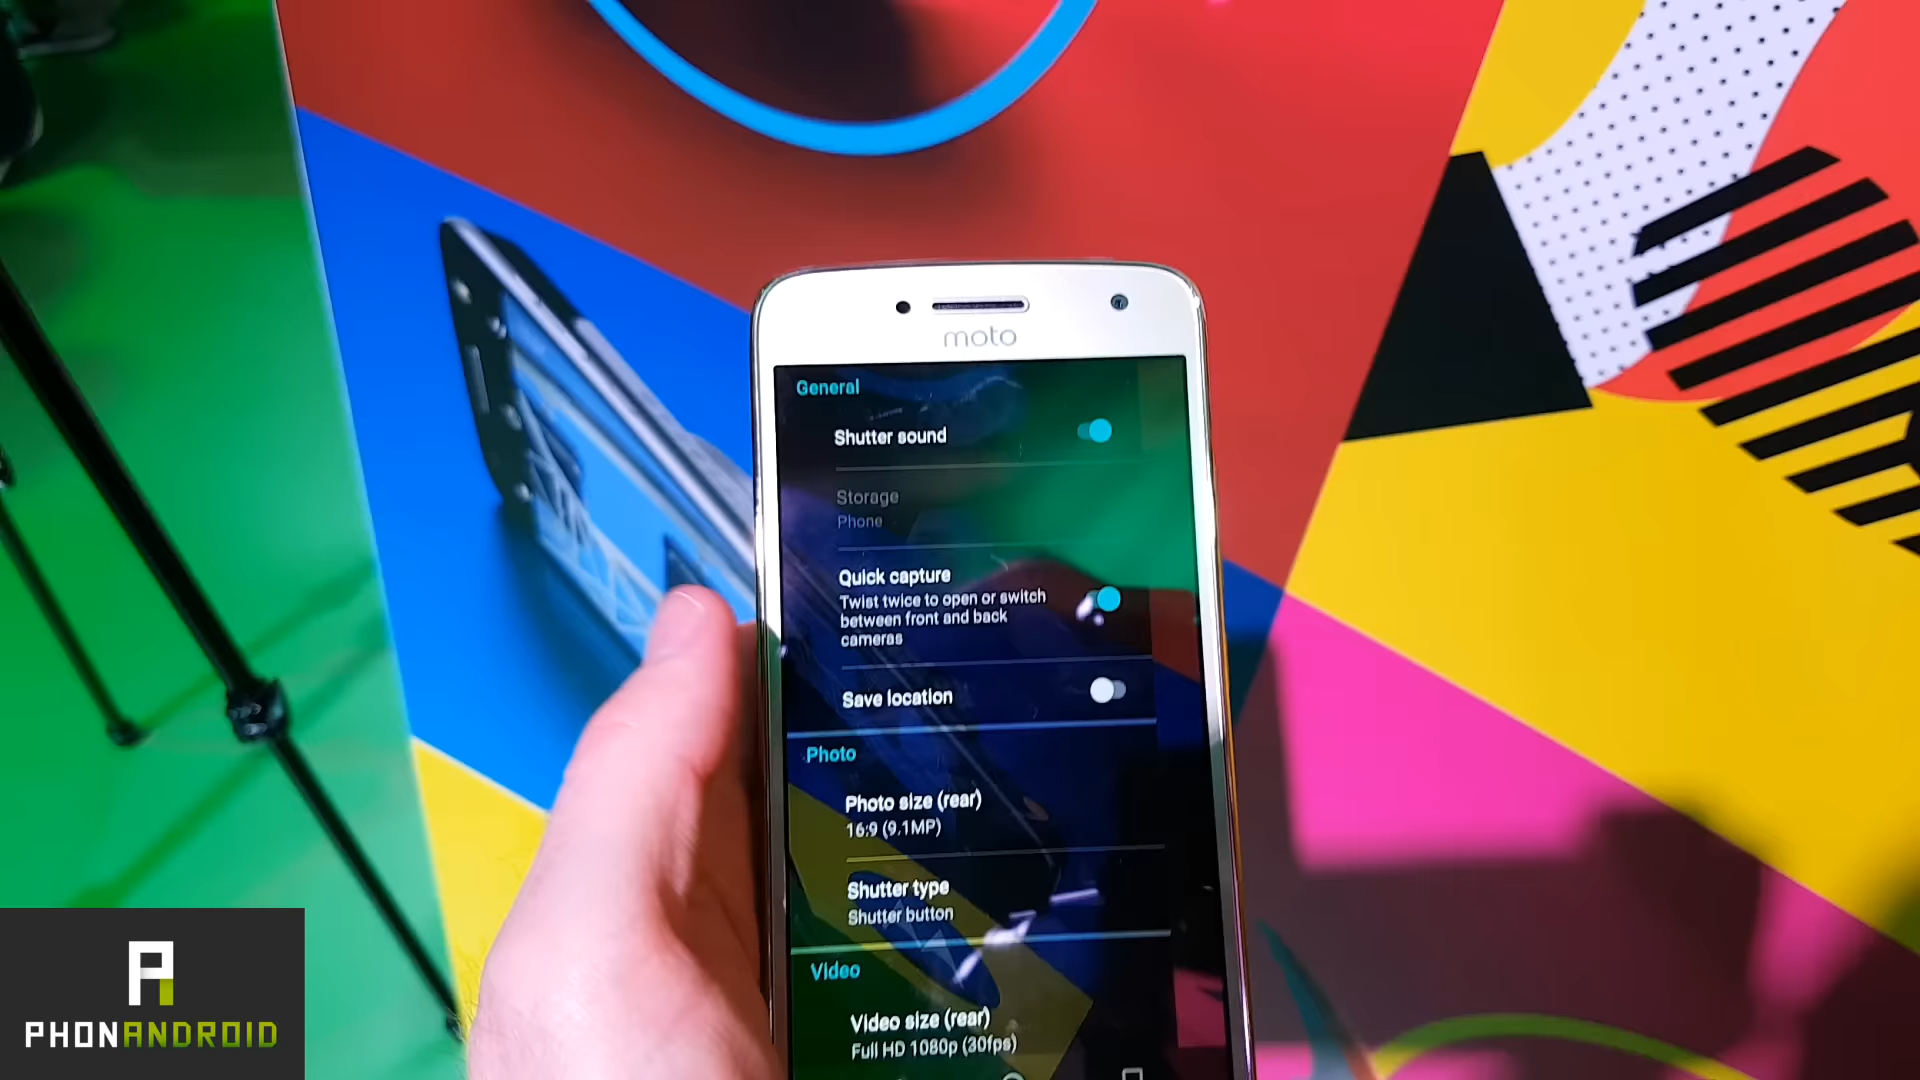 moto
General
Shutter sound
Storage
Phone
Quick capture
Twist twice to open or switch
between front and back
cameras
Save location
Photo
Photo size (rear)
16:9 (9.1MP)
Shutter type
Shutter button
Video
Video size (rear)
Full HD 1080p (30fps)
PHONANDROID